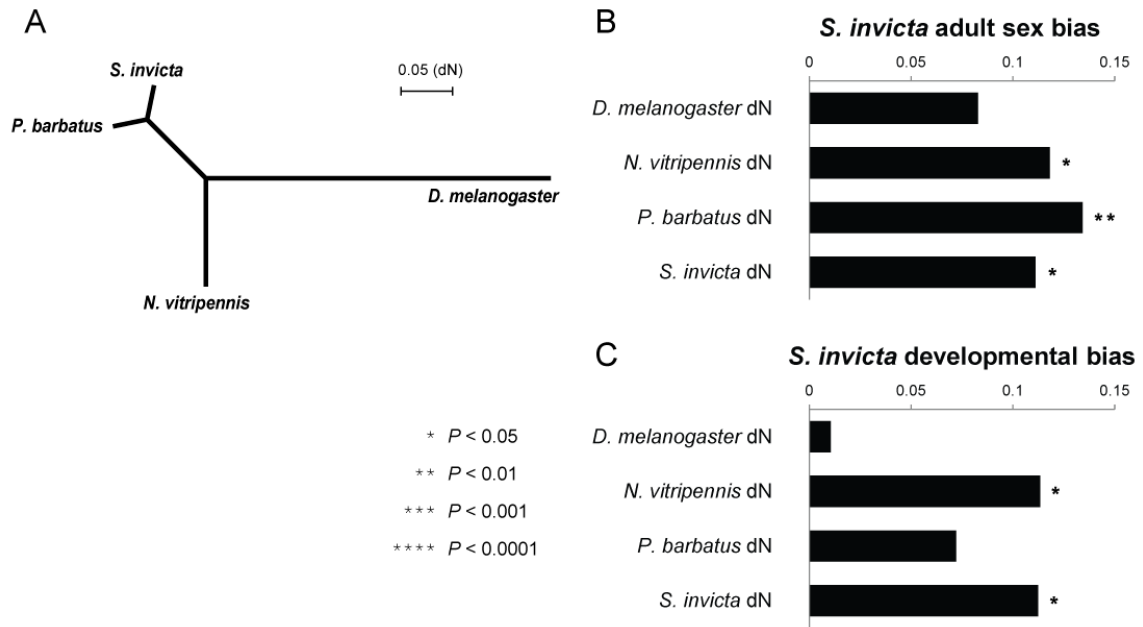 A
S. invicta
0.05 (dN)
P. barbatus
D. melanogaster
N. vitripennis
* P < 0.05
** P < 0.01
*** P < 0.001
**** P < 0.0001
B
S. invicta adult sex bias
0 0.05 0.1 0.15
D. melanogaster dN
N. vitripennis dN *
P. barbatus dN **
S. invicta dN *
C
S. invicta developmental bias
0 0.05 0.1 0.15
D. melanogaster dN
N. vitripennis dN *
P. barbatus dN
S. invicta dN *